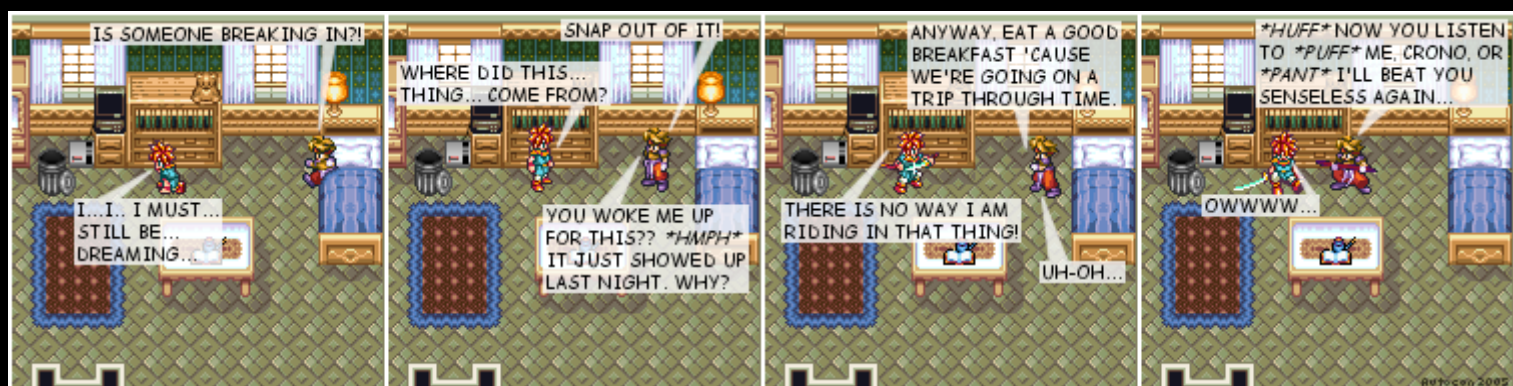 IS SOMEONE BREAKING IN?!
I...I.. I MUST...
STILL BE...
DREAMING...
SNAP OUT OF IT!
WHERE DID THIS...
THING... COME FROM?
YOU WOKE ME UP
FOR THIS?? *HMPH*
IT JUST SHOWED UP
LAST NIGHT. WHY?
ANYWAY, EAT A GOOD
BREAKFAST 'CAUSE
WE'RE GOING ON A
TRIP THROUGH TIME.
THERE IS NO WAY I AM
RIDING IN THAT THING!
UH-OH...
*HUFF* NOW YOU LISTEN
TO *PUFF* ME, CRONO, OR
*PANT* I'LL BEAT YOU
SENSELESS AGAIN...
OWWWW...
Autocon 2005